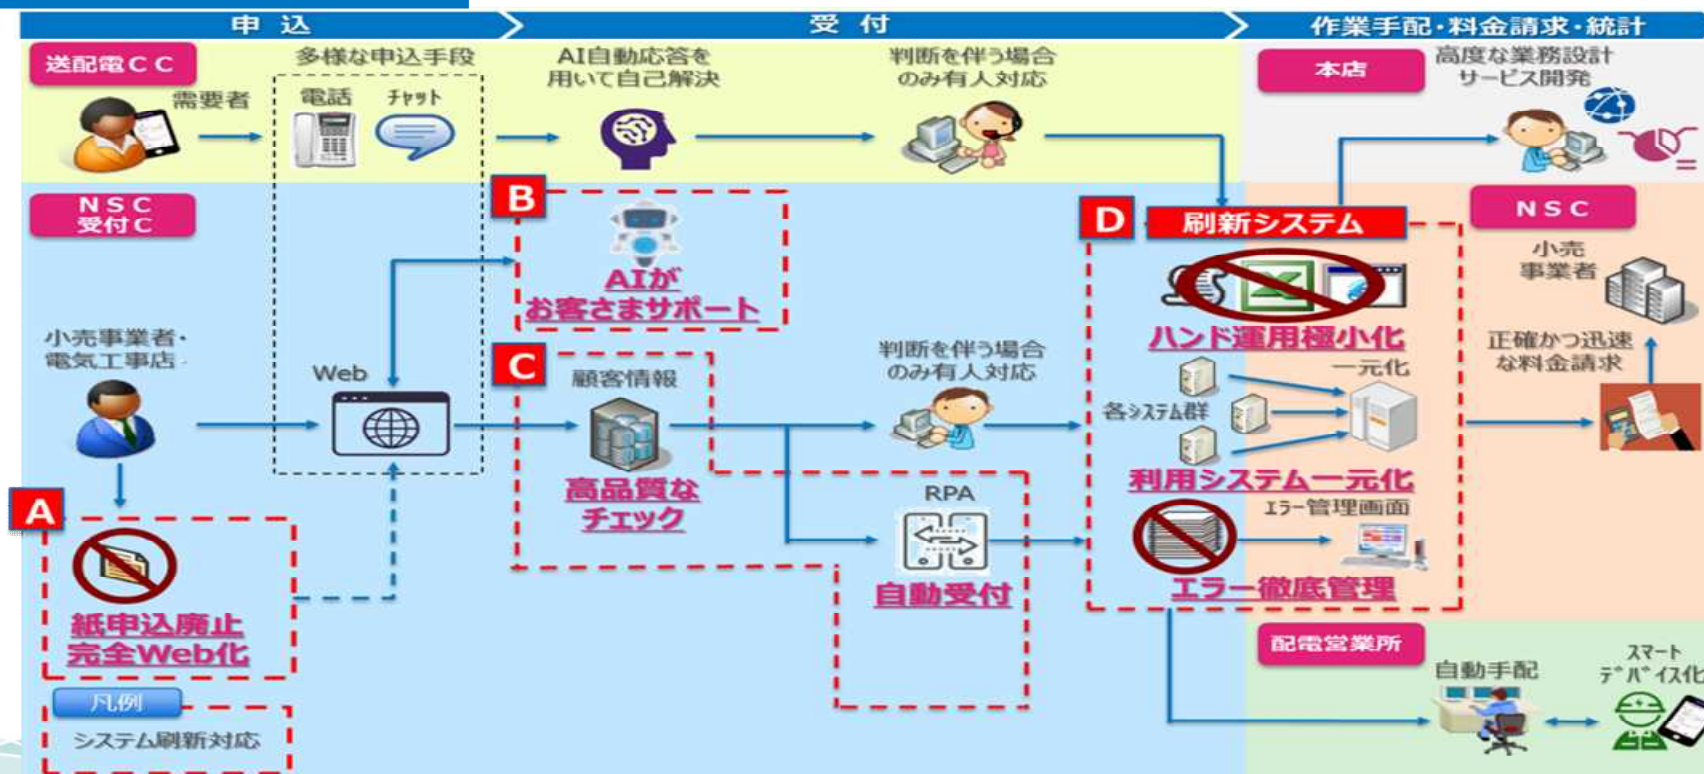 申 込
受 付
作業手配・料金請求・統計
送配電CC
需要者
多様な申込手段
電話
チャット
AI自動応答を
用いて自己解決
判断を伴う場合
のみ有人対応
本店
高度な業務設計
サービス開発
NSC
受付C
小売事業者・
電気工事店
Web
A
紙申込廃止
完全Web化
凡例
システム刷新対応
B
AIが
お客さまサポート
C
顧客情報
高品質な
チェック
判断を伴う場合
のみ有人対応
RPA
自動受付
D
刷新システム
ハンド運用極小化
一元化
各システム群
利用システム一元化
エラー管理画面
エラー徹底管理
NSC
小売
事業者
正確かつ迅速
な料金請求
配電営業所
自動手配
スマート
デバイス化